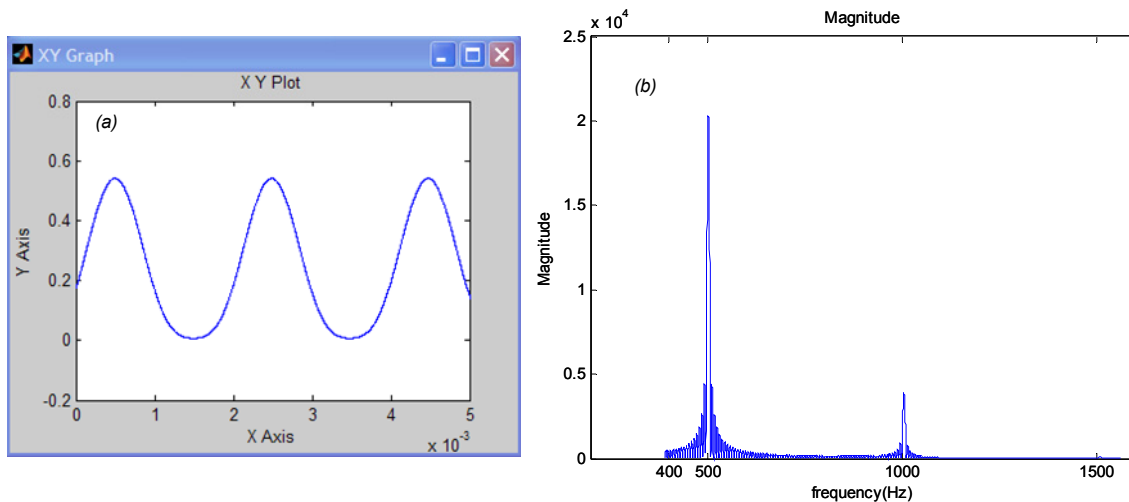 XY Graph
X Y Plot
(a)
0.8
0.6
0.4
0.2
0
-0.2
Y Axis
0 1 2 3 4 5
X Axis
x 10^-3
Magnitude
x 10^4
(b)
2.5
2
1.5
1
0.5
0
Magnitude
400 500 1000 1500
frequency(Hz)